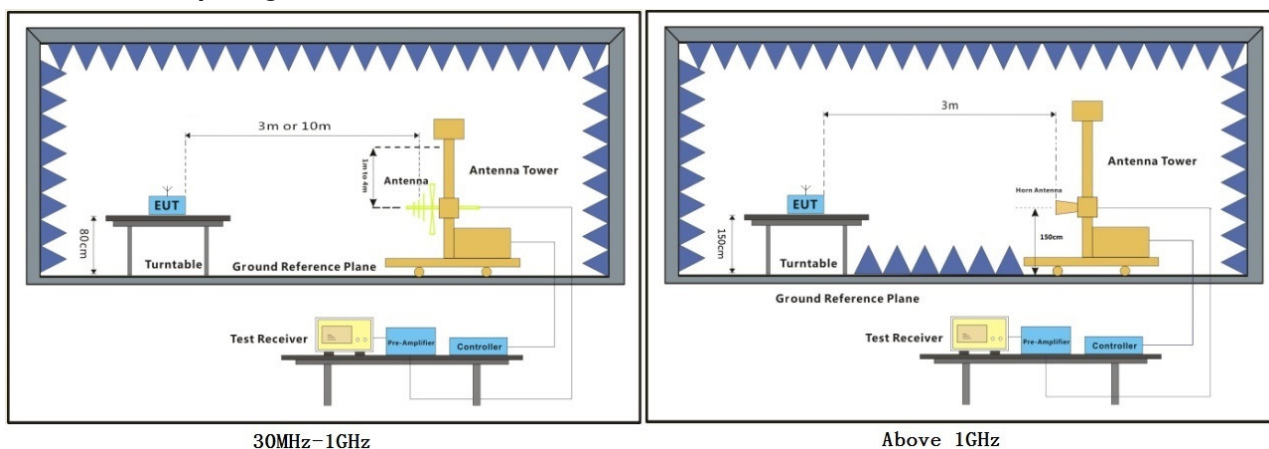 3m or 10m
1m to 4m
Antenna
Antenna Tower
EUT
80cm
Turntable
Ground Reference Plane
Test Receiver
Pre-Amplifier
Controller
30MHz-1GHz
3m
Antenna Tower
Horn Antenna
EUT
150cm
150cm
Turntable
Ground Reference Plane
Test Receiver
Pre-Amplifier
Controller
Above 1GHz